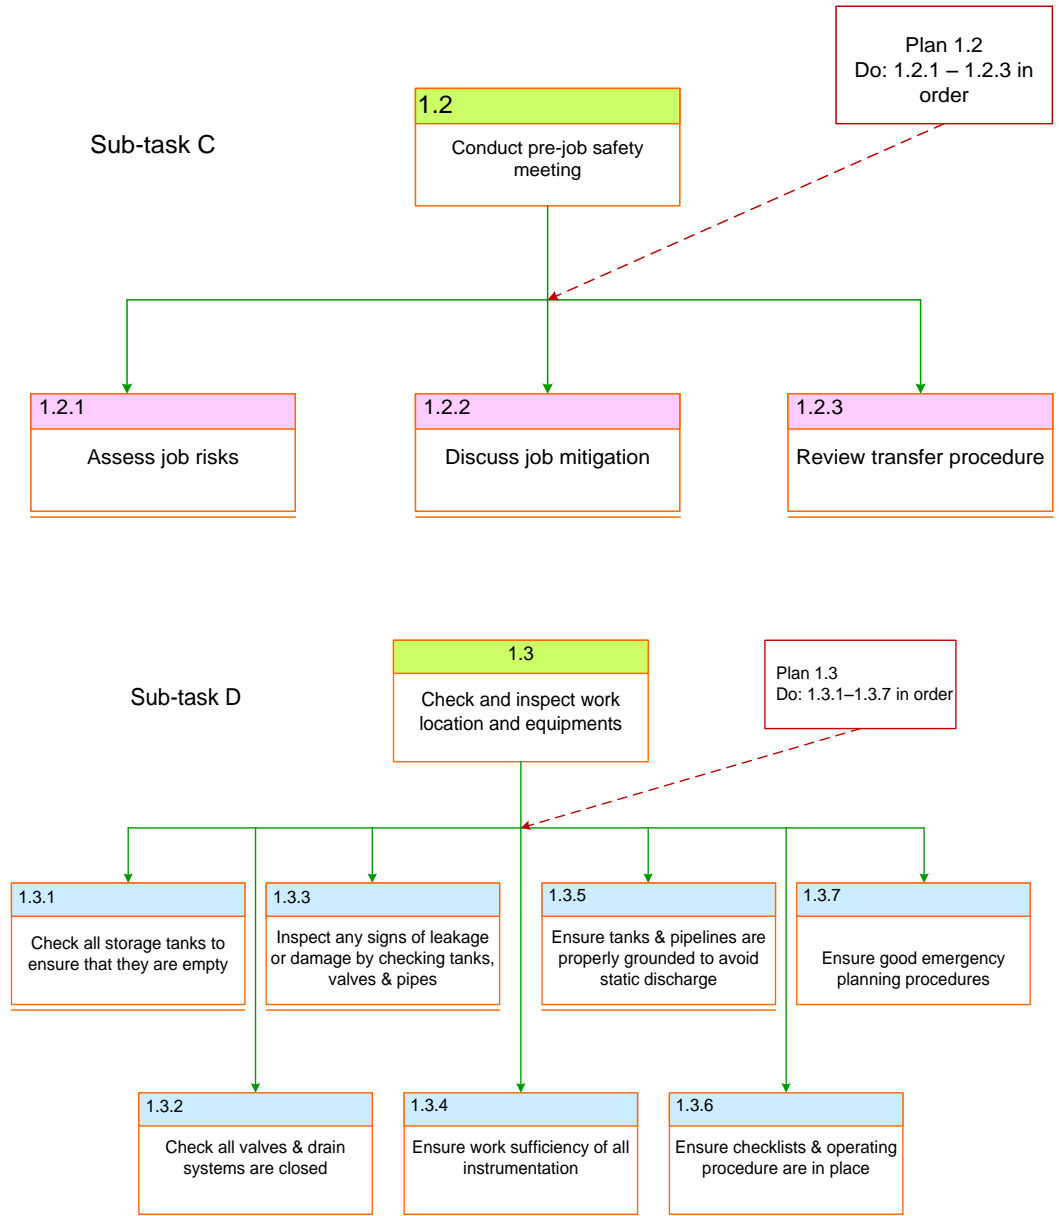 Plan 1.2
Do: 1.2.1 – 1.2.3 in
order
1.2
Sub-task C
Conduct pre-job safety
meeting
1.2.1
Assess job risks
1.2.2
Discuss job mitigation
1.2.3
Review transfer procedure
1.3
Sub-task D
Check and inspect work
location and equipments
Plan 1.3
Do: 1.3.1–1.3.7 in order
1.3.1
Check all storage tanks to
ensure that they are empty
1.3.3
Inspect any signs of leakage
or damage by checking tanks,
valves & pipes
1.3.5
Ensure tanks & pipelines are
properly grounded to avoid
static discharge
1.3.7
Ensure good emergency
planning procedures
1.3.2
Check all valves & drain
systems are closed
1.3.4
Ensure work sufficiency of all
instrumentation
1.3.6
Ensure checklists & operating
procedure are in place